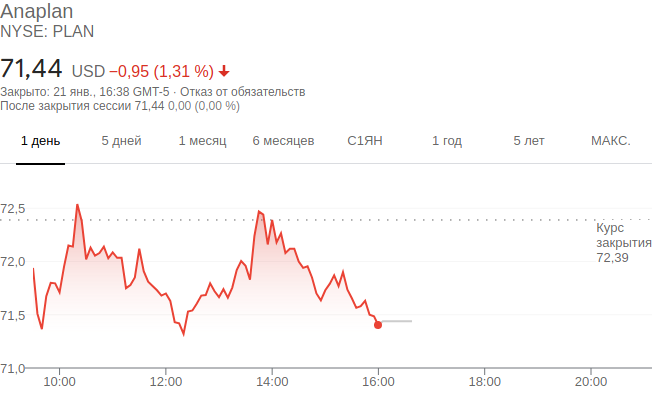 Anaplan
NYSE: PLAN
71,44 USD −0,95 (1,31 %)
Закрыто: 21 янв., 16:38 GMT-5 · Отказ от обязательств
После закрытия сессии 71,44 0,00 (0,00 %)
1 день 5 дней 1 месяц 6 месяцев С1ЯН 1 год 5 лет МАКС.
72,5
Курс
закрытия
72,39
72,0
71,5
71,0
10:00 12:00 14:00 16:00 18:00 20:00